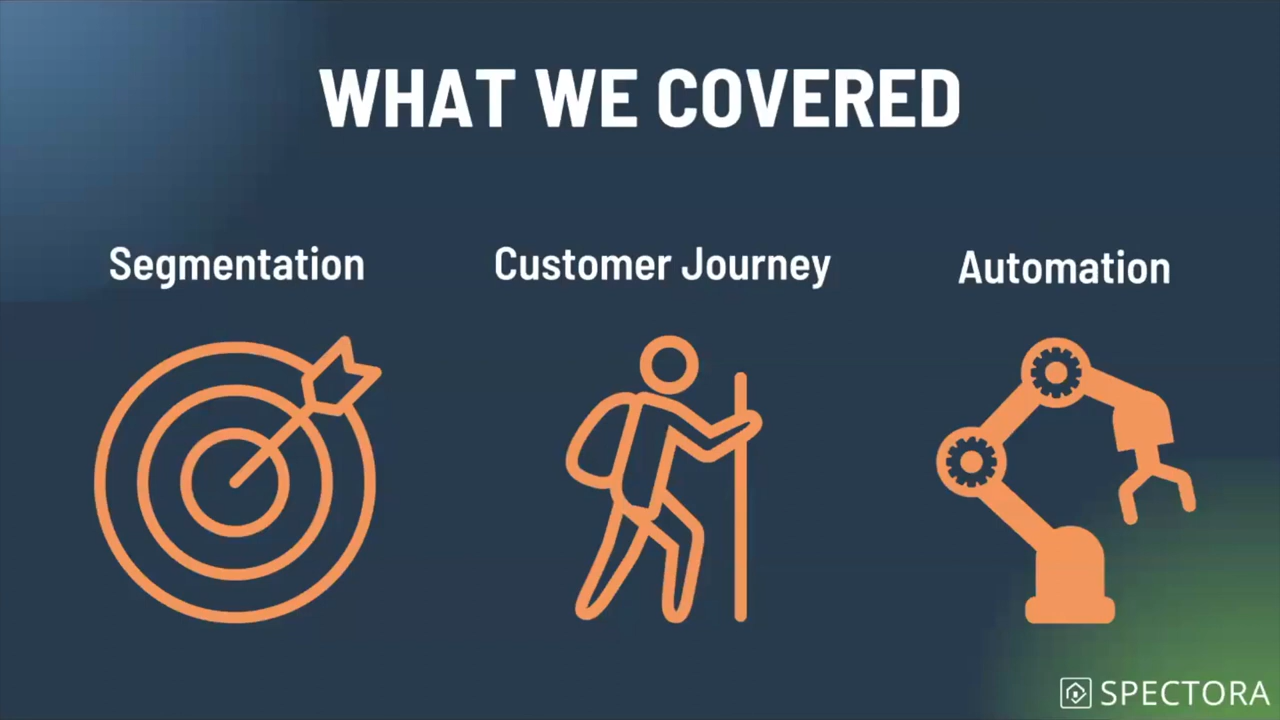 WHAT WE COVERED
Segmentation
Customer Journey
Automation
SPECTORA